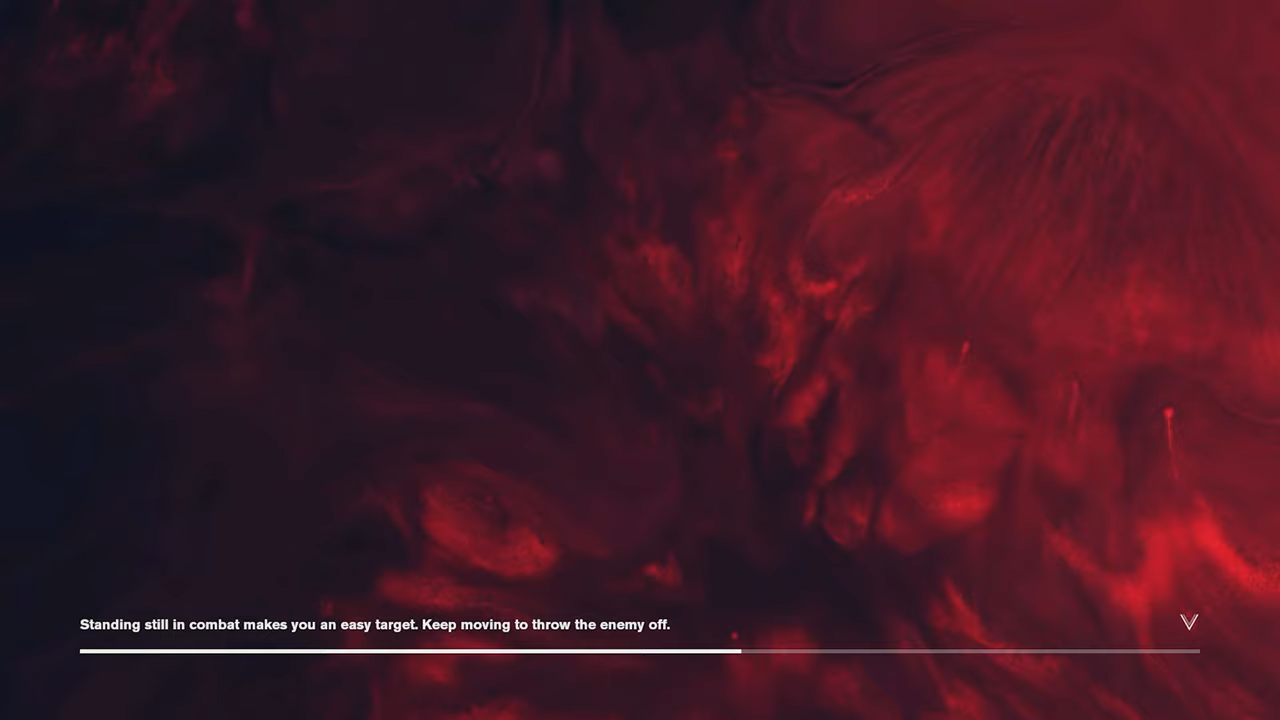 Standing still in combat makes you an easy target. Keep moving to throw the enemy off.